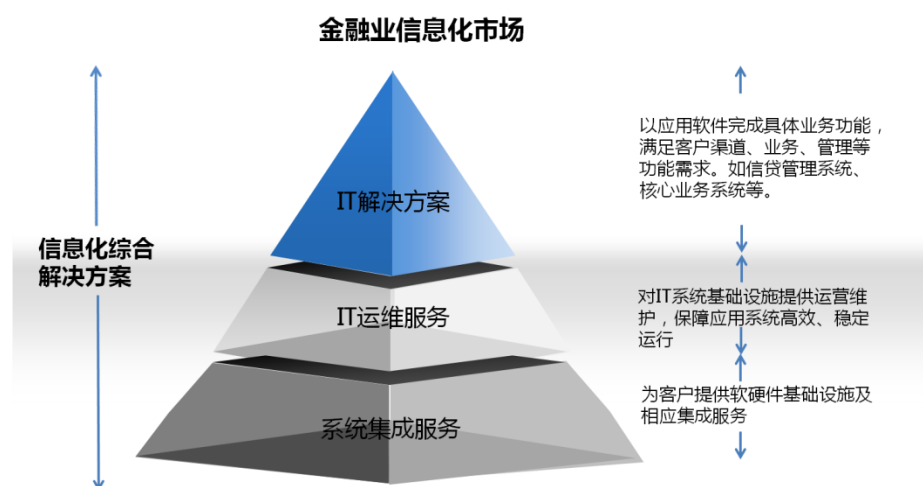 金融业信息化市场
以应用软件完成具体业务功能，
满足客户渠道、业务、管理等
功能需求。如信贷管理系统、
核心业务系统等。
IT解决方案
信息化综合
解决方案
对IT系统基础设施提供运营维
护，保障应用系统高效、稳定
运行
IT运维服务
为客户提供软硬件基础设施及
相应集成服务
系统集成服务